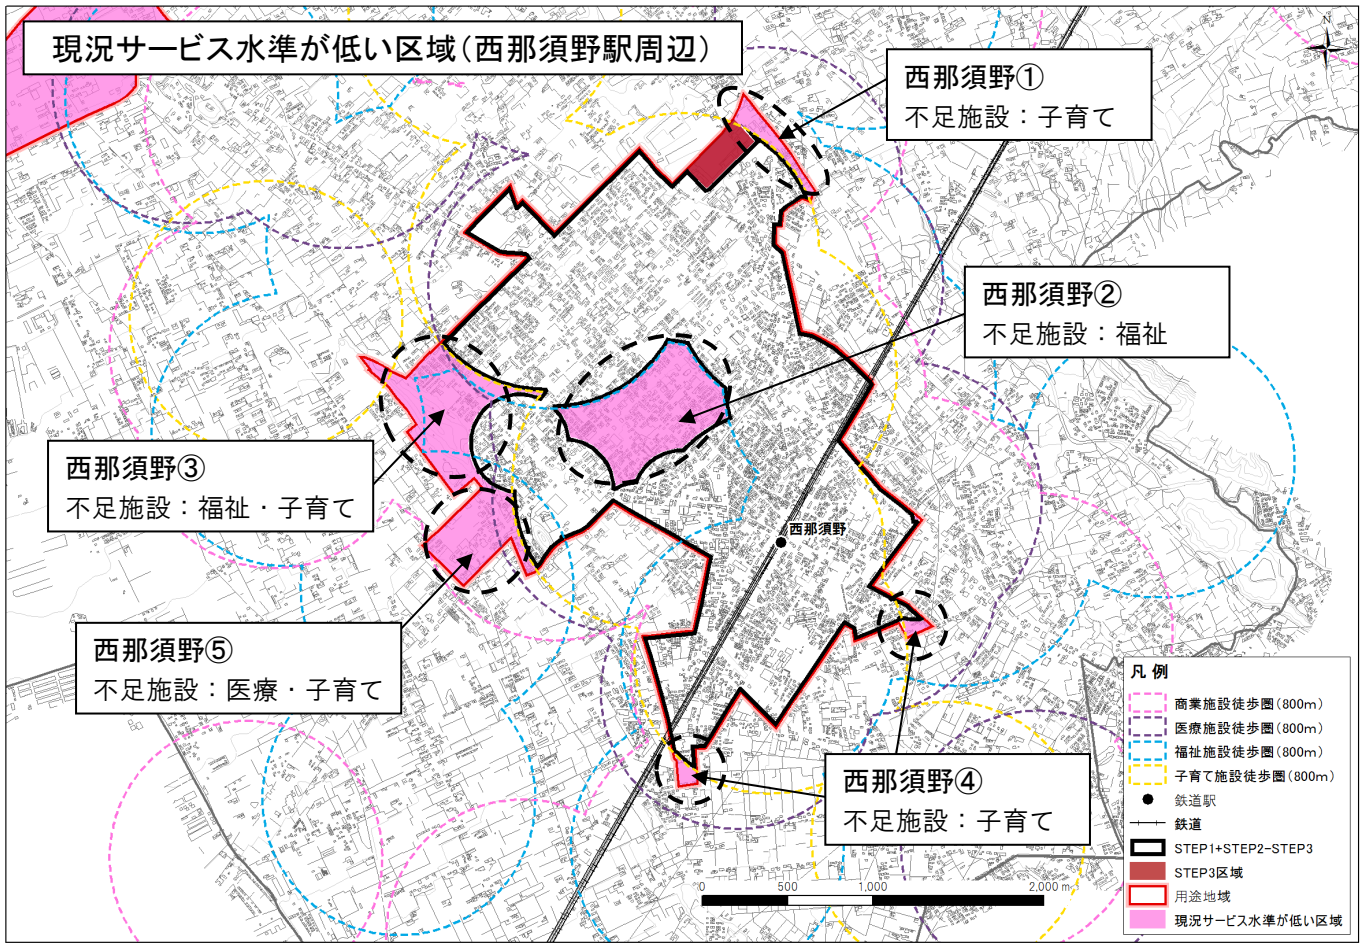 現況サービス水準が低い区域(西那須野駅周辺)
N
西那須野①
不足施設：子育て
西那須野②
不足施設：福祉
西那須野③
不足施設：福祉・子育て
西那須野
西那須野⑤
不足施設：医療・子育て
西那須野④
不足施設：子育て
凡例
商業施設徒歩圏(800m)
医療施設徒歩圏(800m)
福祉施設徒歩圏(800m)
子育て施設徒歩圏(800m)
鉄道駅
鉄道
STEP1+STEP2-STEP3
STEP3区域
用途地域
現況サービス水準が低い区域
0 500 1,000 2,000 m